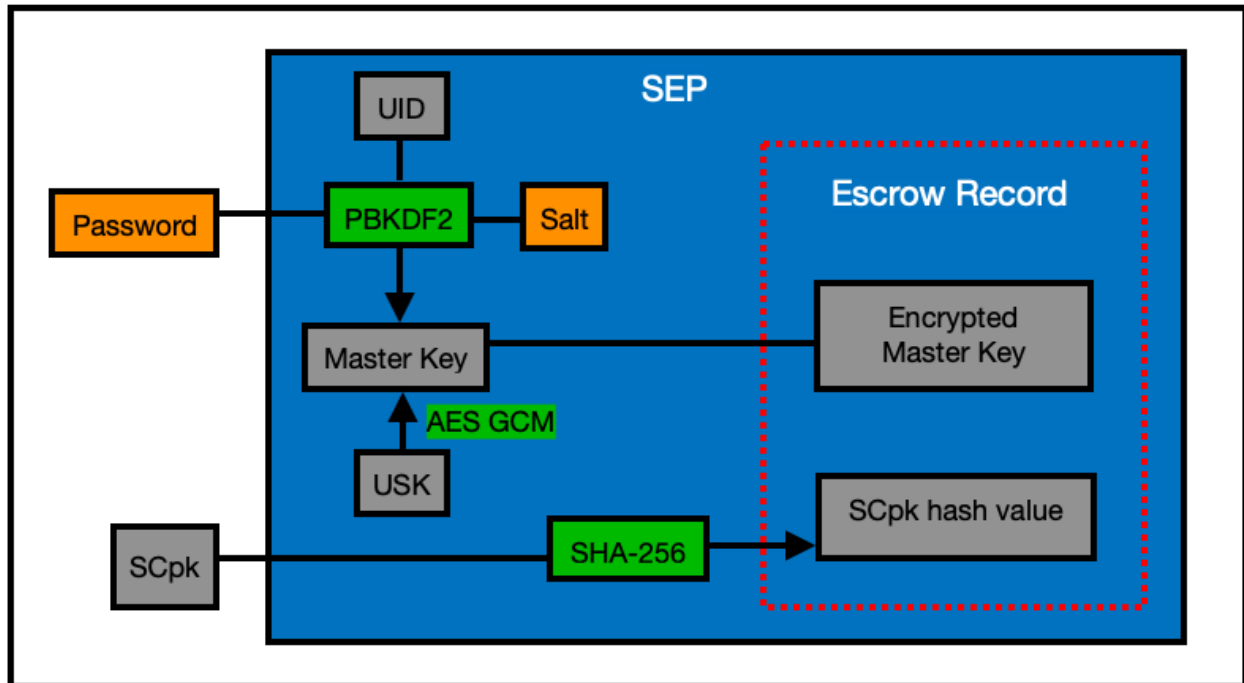 SEP
UID
Escrow Record
Password
PBKDF2
Salt
Encrypted
Master Key
Master Key
AES GCM
USK
SCpk hash value
SCpk
SHA-256